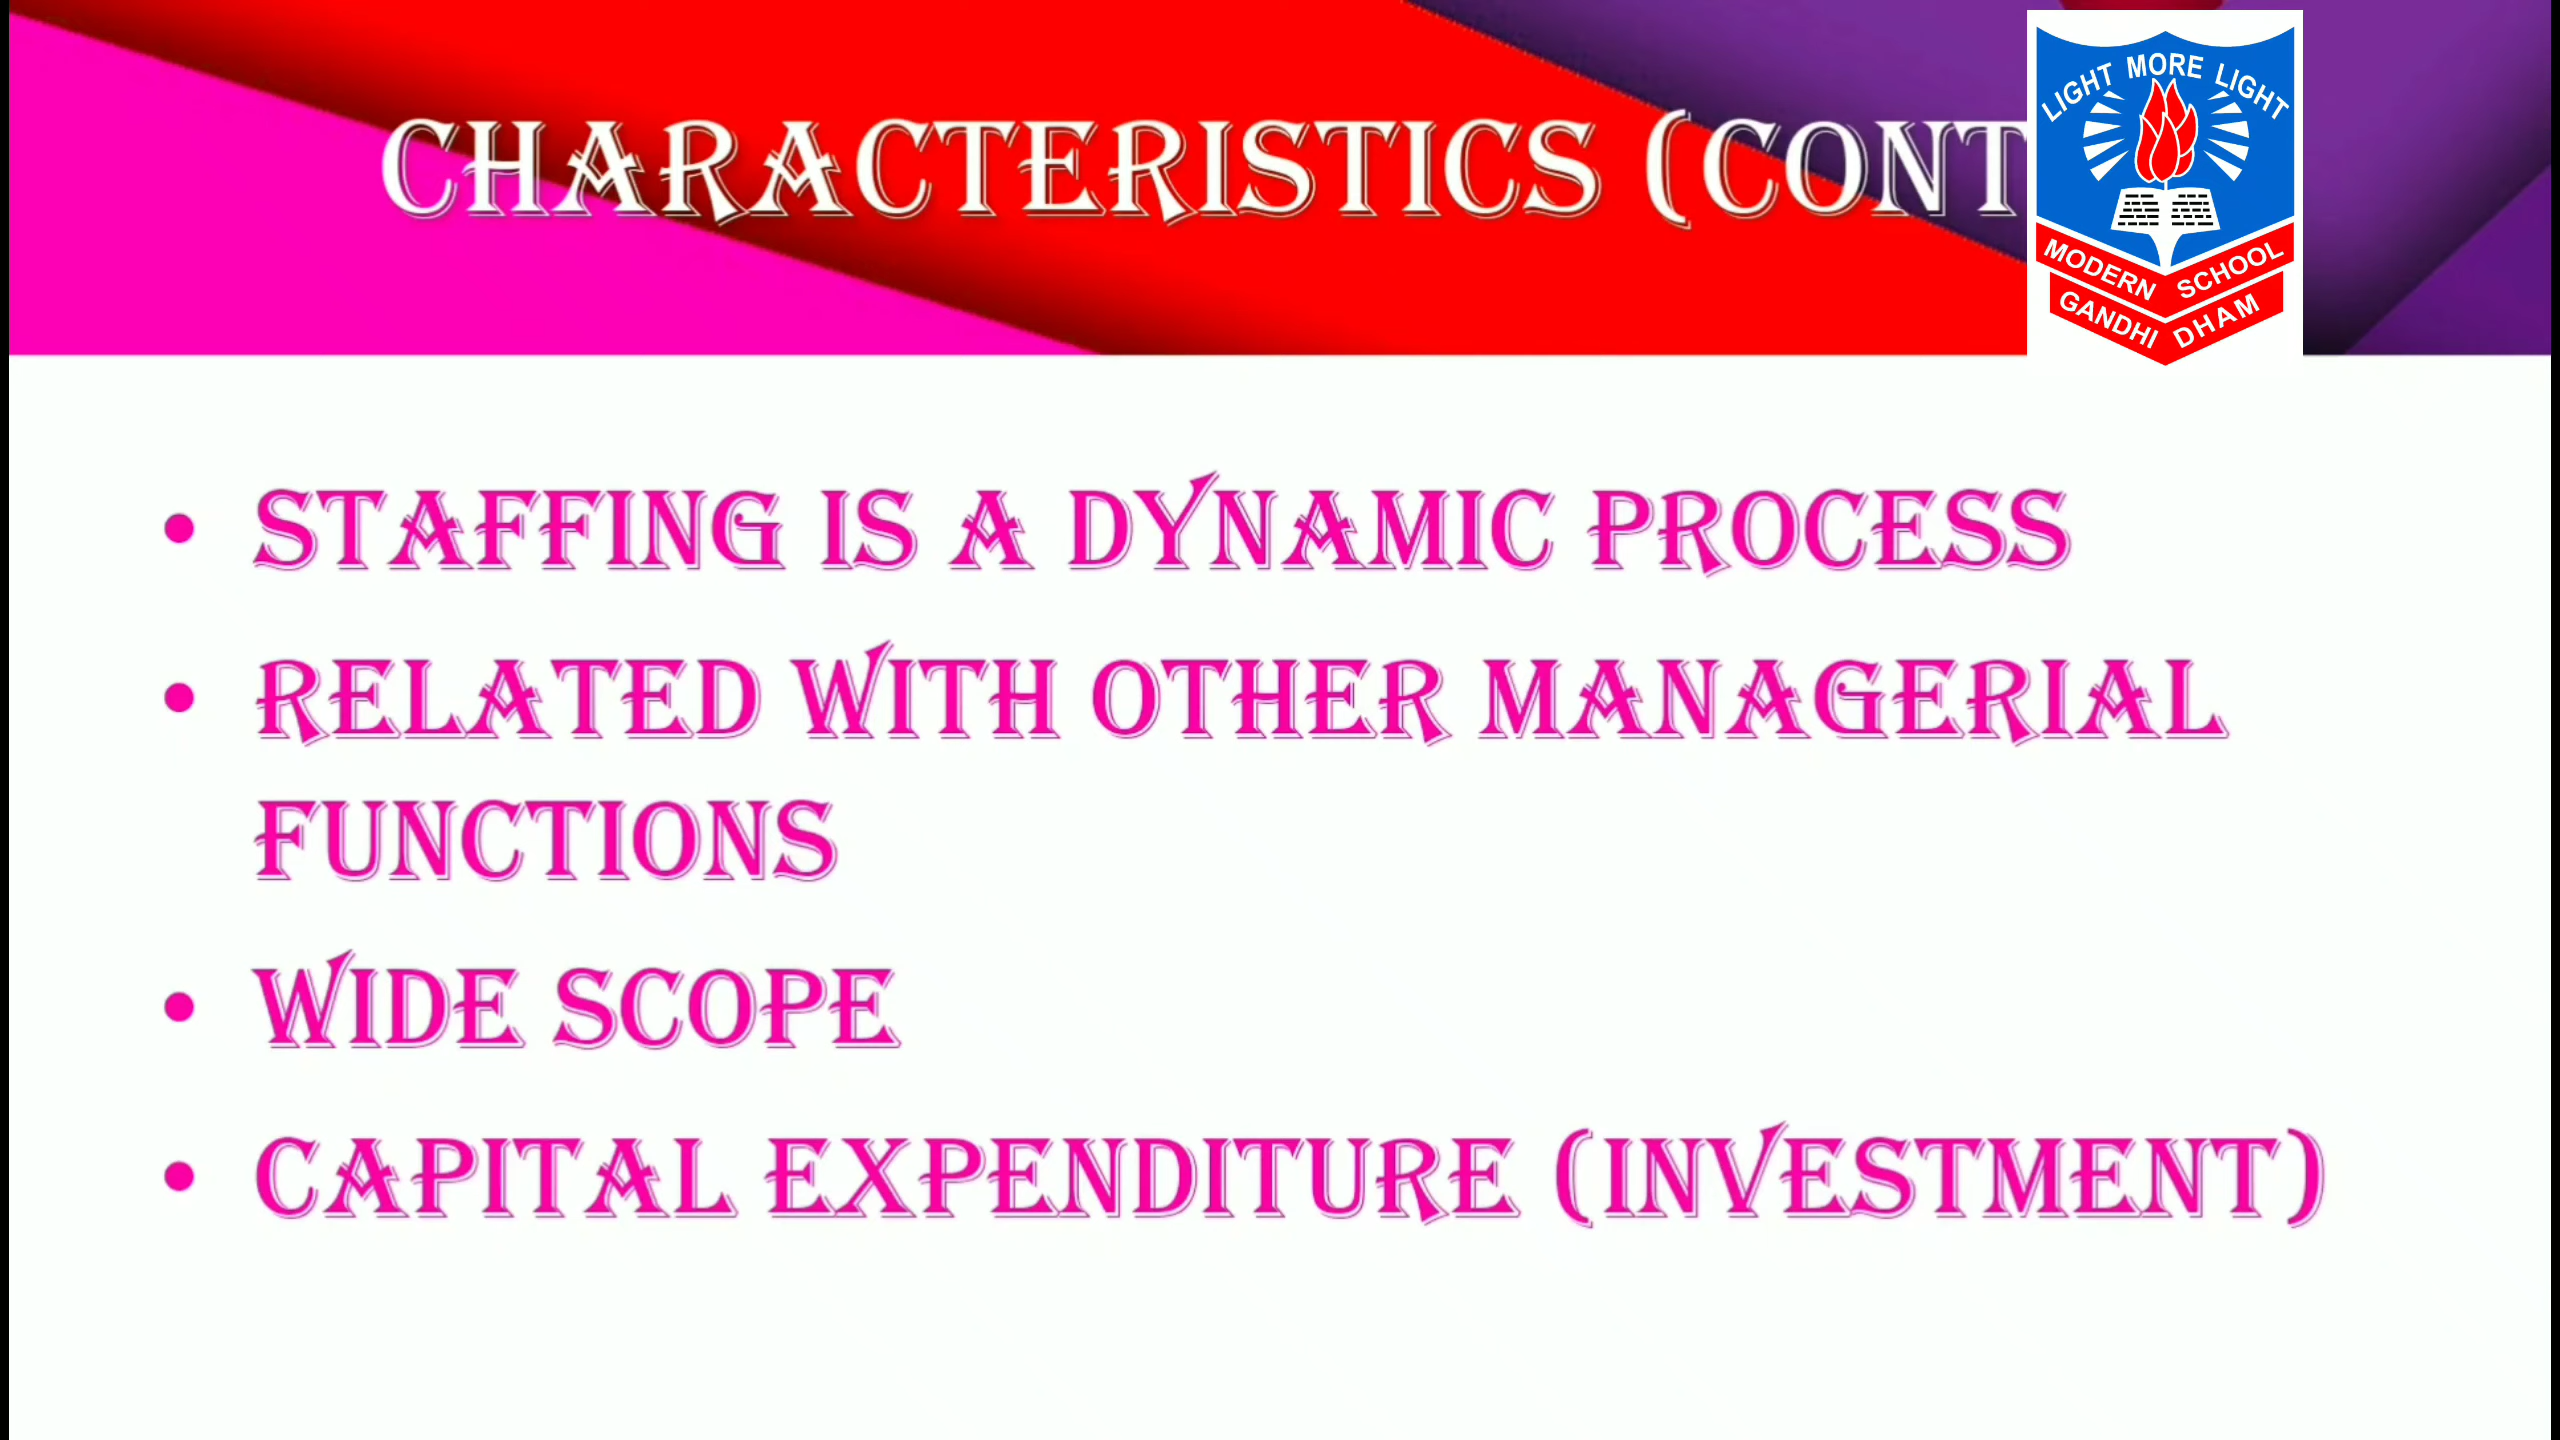 CHARACTERISTICS (CONT
LIGHT MORE LIGHT
MODERN SCHOOL
GANDHI DHAM
• STAFFING IS A DYNAMIC PROCESS
• RELATED WITH OTHER MANAGERIAL
FUNCTIONS
• WIDE SCOPE
• CAPITAL EXPENDITURE (INVESTMENT)